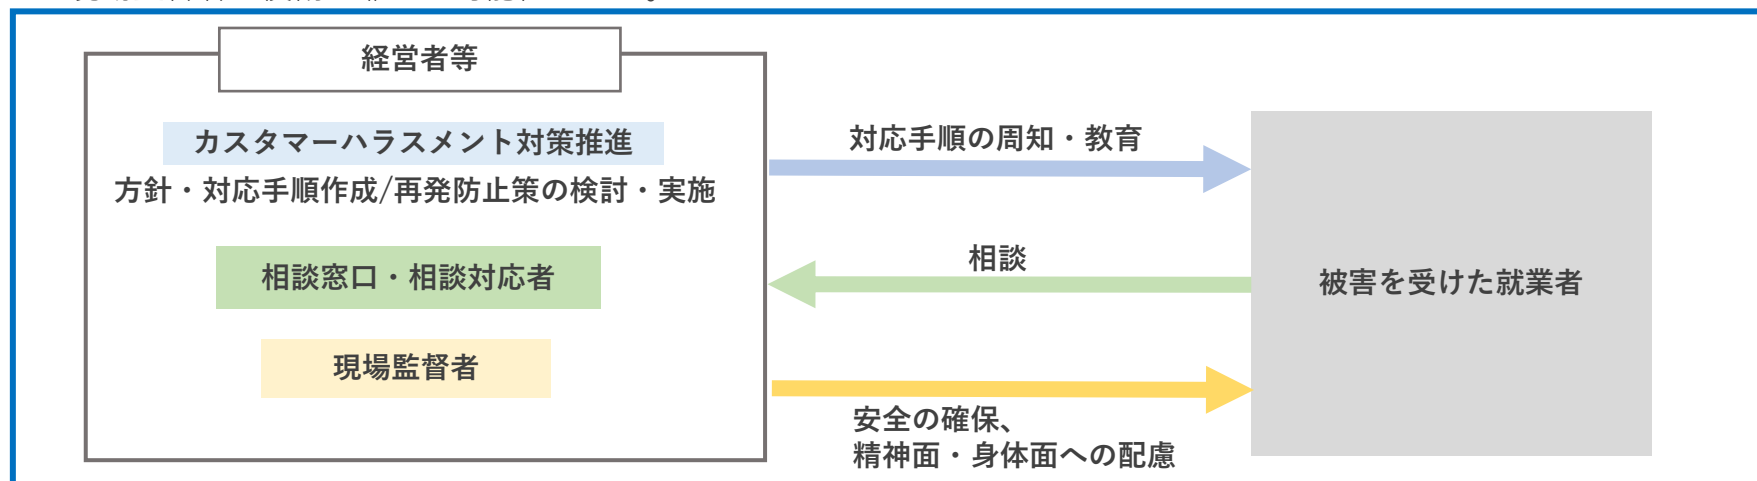 経営者等
カスタマーハラスメント対策推進
方針・対応手順作成/再発防止策の検討・実施
相談窓口・相談対応者
現場監督者
対応手順の周知・教育
相談
安全の確保、
精神面・身体面への配慮
被害を受けた就業者